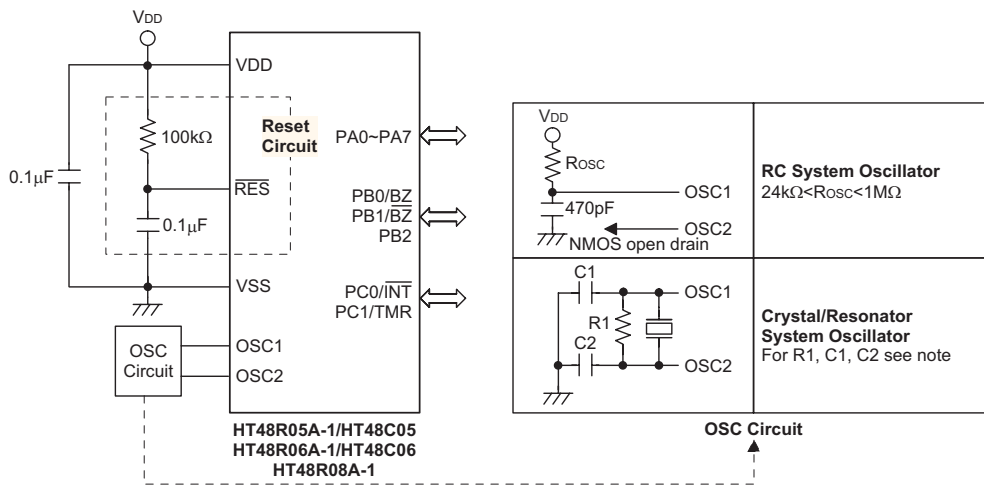 VDD
VDD
100kΩ
Reset
Circuit
0.1µF
R̅E̅S̅
0.1µF
VSS
OSC
Circuit
OSC1
OSC2
PA0~PA7
PB0/BZ
PB1/B̅Z̅
PB2
PC0/I̅N̅T̅
PC1/TMR
HT48R05A-1/HT48C05
HT48R06A-1/HT48C06
HT48R08A-1
VDD
ROSC
470pF
OSC1
OSC2
NMOS open drain
RC System Oscillator
24kΩ<ROSC<1MΩ
C1
R1
C2
OSC1
OSC2
Crystal/Resonator
System Oscillator
For R1, C1, C2 see note
OSC Circuit